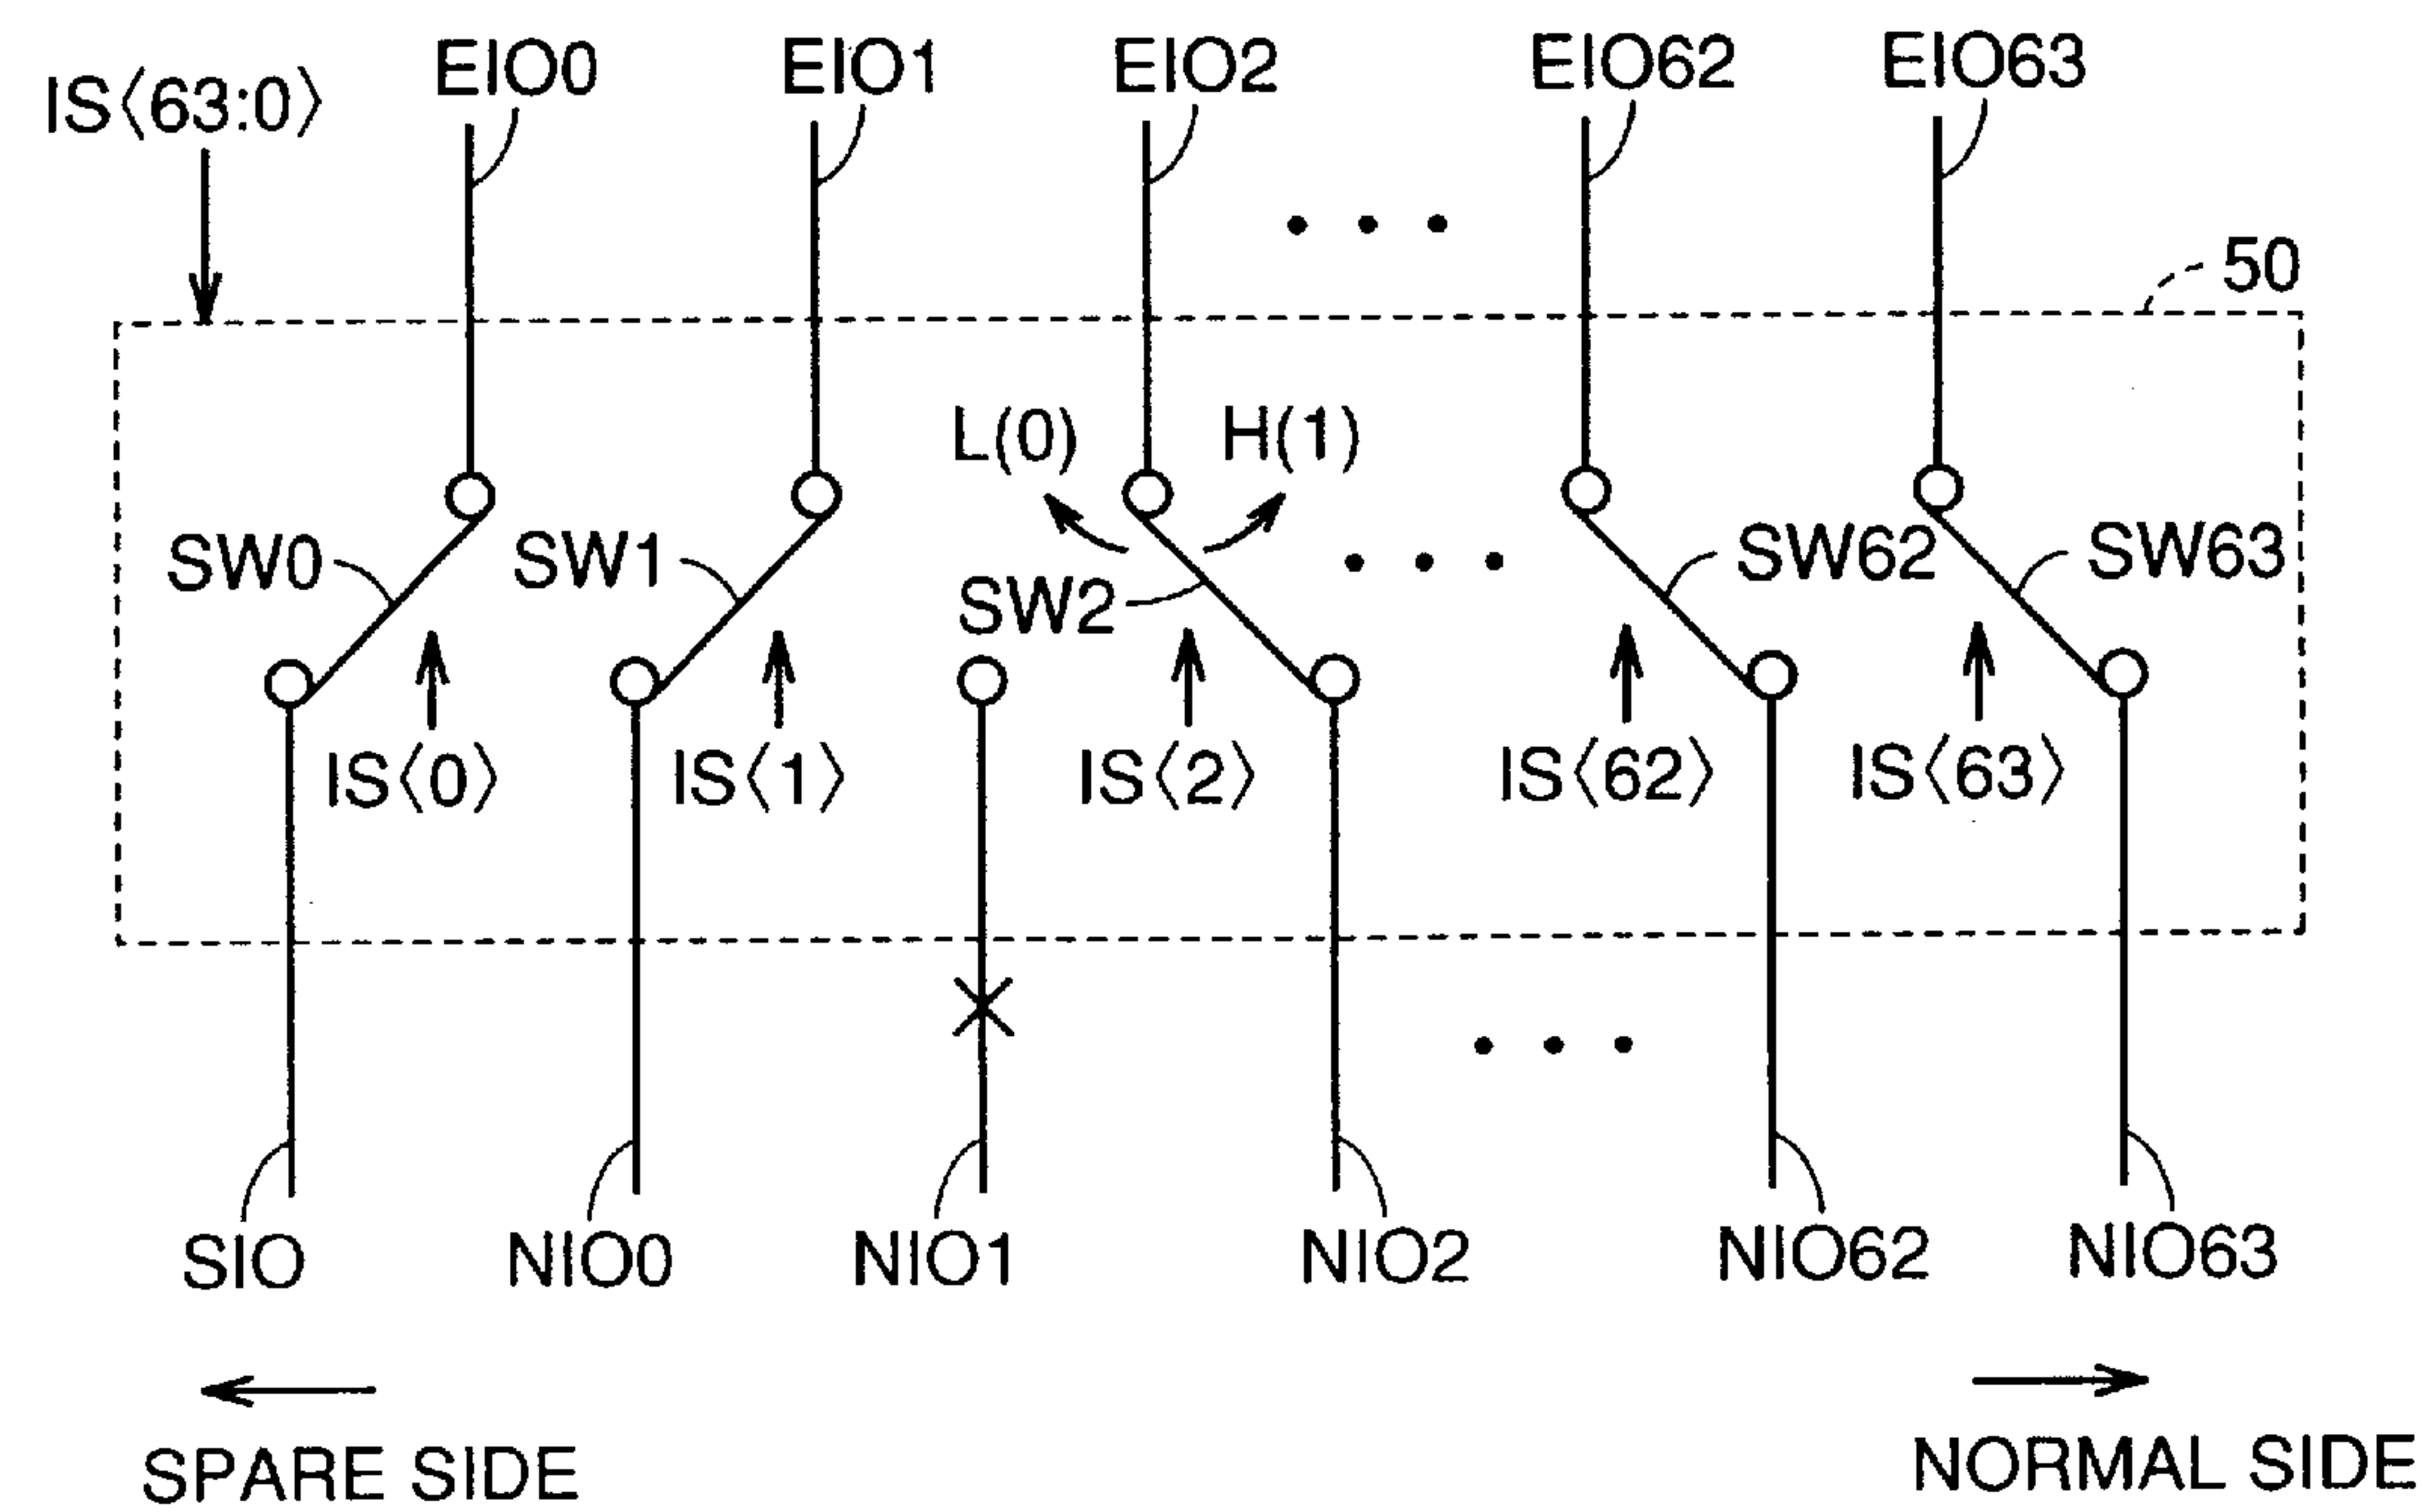 EIO0 EIO1 EIO2 EIO62 EIO63
IS⟨63:0⟩
50
L(0) H(1)
SW0 SW1 SW2 SW62 SW63
IS⟨0⟩ IS⟨1⟩ IS⟨2⟩ IS⟨62⟩ IS⟨63⟩
SIO NIO0 NIO1 NIO2 NIO62 NIO63
SPARE SIDE NORMAL SIDE